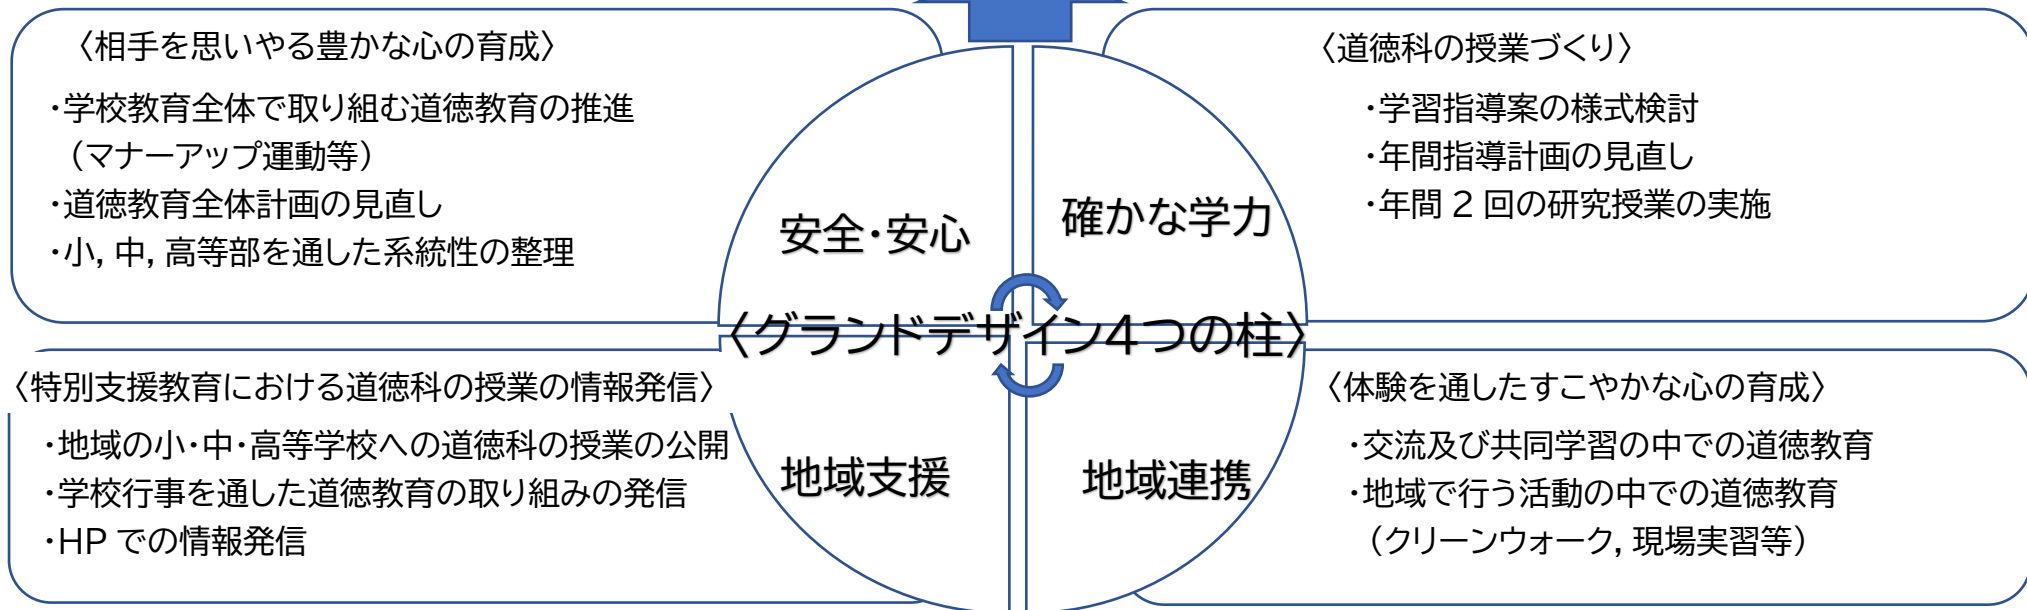 〈相手を思いやる豊かな心の育成〉
・学校教育全体で取り組む道徳教育の推進
（マナーアップ運動等）
・道徳教育全体計画の見直し
・小，中，高等部を通した系統性の整理
〈道徳科の授業づくり〉
・学習指導案の様式検討
・年間指導計画の見直し
・年間 2 回の研究授業の実施
安全・安心
確かな学力
〈グランドデザイン4つの柱〉
地域支援
地域連携
〈特別支援教育における道徳科の授業の情報発信〉
・地域の小・中・高等学校への道徳科の授業の公開
・学校行事を通した道徳教育の取り組みの発信
・HP での情報発信
〈体験を通したすこやかな心の育成〉
・交流及び共同学習の中での道徳教育
・地域で行う活動の中での道徳教育
（クリーンウォーク，現場実習等）